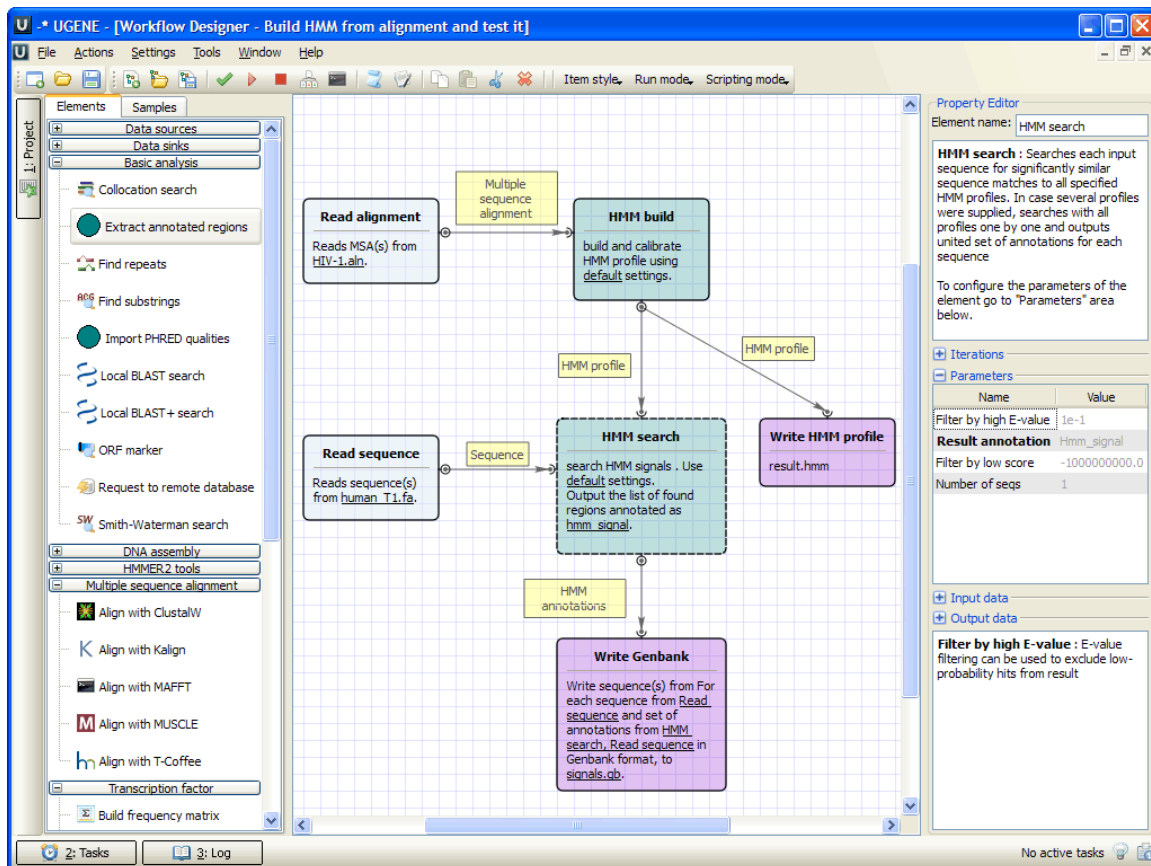 -* UGENE - [Workflow Designer - Build HMM from alignment and test it]
File Actions Settings Tools Window Help
Item style Run mode Scripting mode
1: Project
Elements Samples
Data sources
Data sinks
Basic analysis
Collocation search
Extract annotated regions
Find repeats
ACG Find substrings
Import PHRED qualities
Local BLAST search
Local BLAST+ search
ORF marker
Request to remote database
SW Smith-Waterman search
DNA assembly
HMMER2 tools
Multiple sequence alignment
Align with ClustalW
K Align with Kalign
Align with MAFFT
M Align with MUSCLE
Align with T-Coffee
Transcription factor
Σ Build frequency matrix
Read alignment
Reads MSA(s) from
HIV-1.aln.
Multiple
sequence
alignment
HMM build
build and calibrate
HMM profile using
default settings.
HMM profile
HMM profile
Read sequence
Reads sequence(s)
from human_T1.fa.
Sequence
HMM search
search HMM signals . Use
default settings.
Output the list of found
regions annotated as
hmm_signal.
Write HMM profile
result.hmm
HMM
annotations
Write Genbank
Write sequence(s) from For
each sequence from Read
sequence and set of
annotations from HMM
search, Read sequence in
Genbank format, to
signals.gb.
Property Editor
Element name: HMM search
HMM search : Searches each input
sequence for significantly similar
sequence matches to all specified
HMM profiles. In case several profiles
were supplied, searches with all
profiles one by one and outputs
united set of annotations for each
sequence
To configure the parameters of the
element go to "Parameters" area
below.
Iterations
Parameters
Name Value
Filter by high E-value 1e-1
Result annotation Hmm_signal
Filter by low score -1000000000.0
Number of seqs 1
Input data
Output data
Filter by high E-value : E-value
filtering can be used to exclude low-
probability hits from result
2: Tasks 3: Log No active tasks